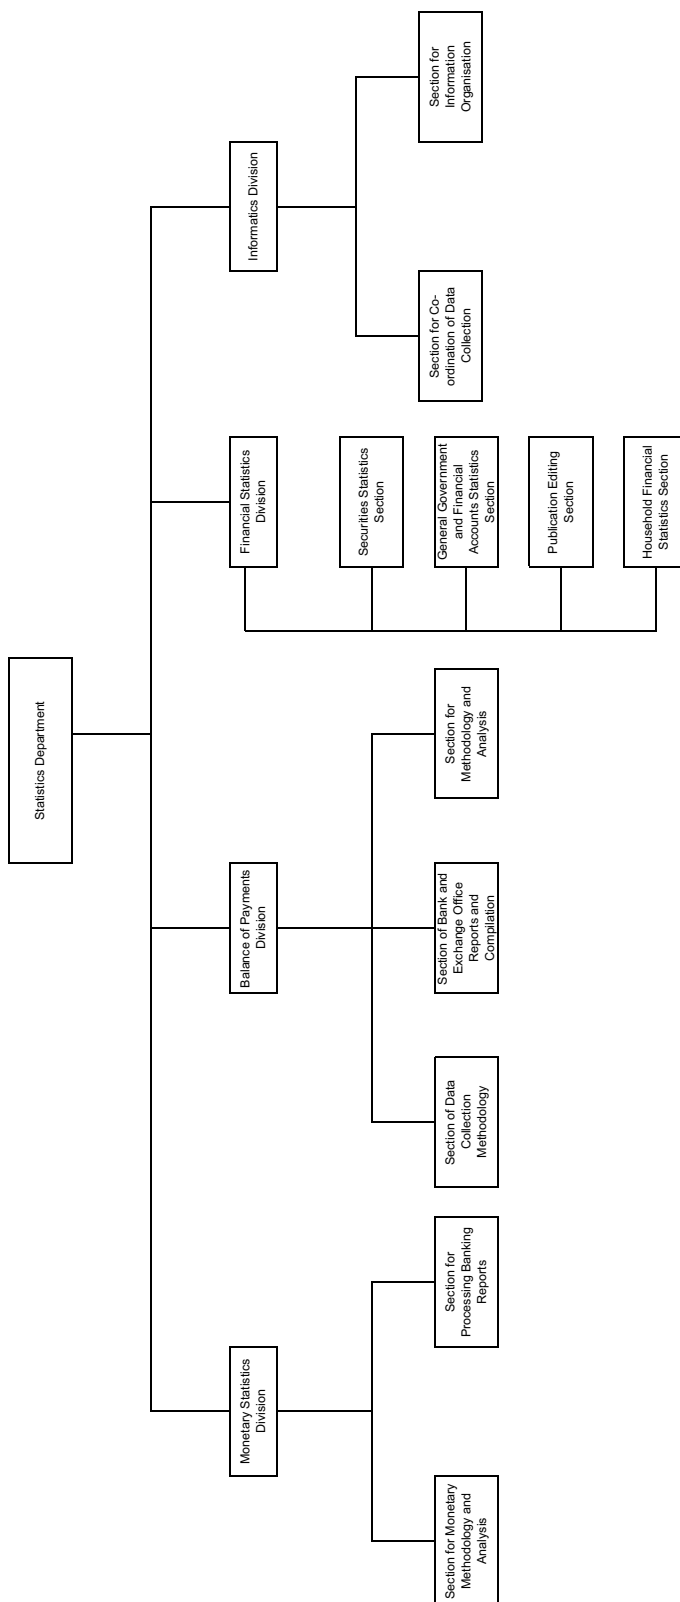 Statistics Department
Monetary Statistics
Division
Balance of Payments
Division
Financial Statistics
Division
Informatics Division
Section for Monetary
Methodology and
Analysis
Section for
Processing Banking
Reports
Section of Data
Collection
Methodology
Section of Bank and
Exchange Office
Reports and
Compilation
Section for
Methodology and
Analysis
Securities Statistics
Section
General Government
and Financial
Accounts Statistics
Section
Publication Editing
Section
Household Financial
Statistics Section
Section for Co-
ordination of Data
Collection
Section for
Information
Organisation